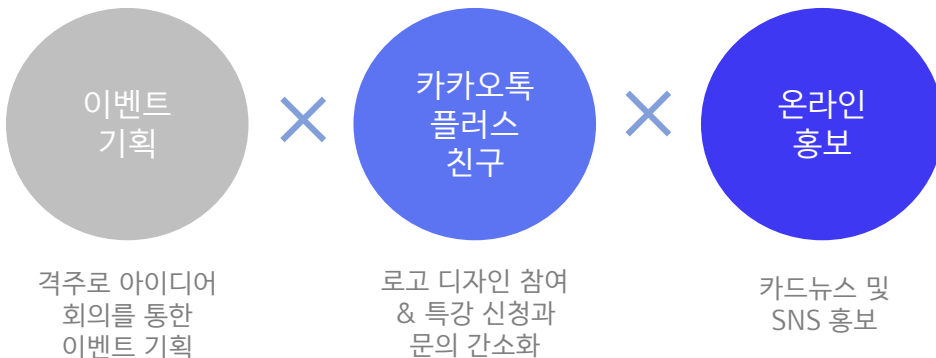 이벤트
기획
카카오톡
플러스
친구
온라인
홍보
격주로 아이디어
회의를 통한
이벤트 기획
로고 디자인 참여
& 특강 신청과
문의 간소화
카드뉴스 및
SNS 홍보